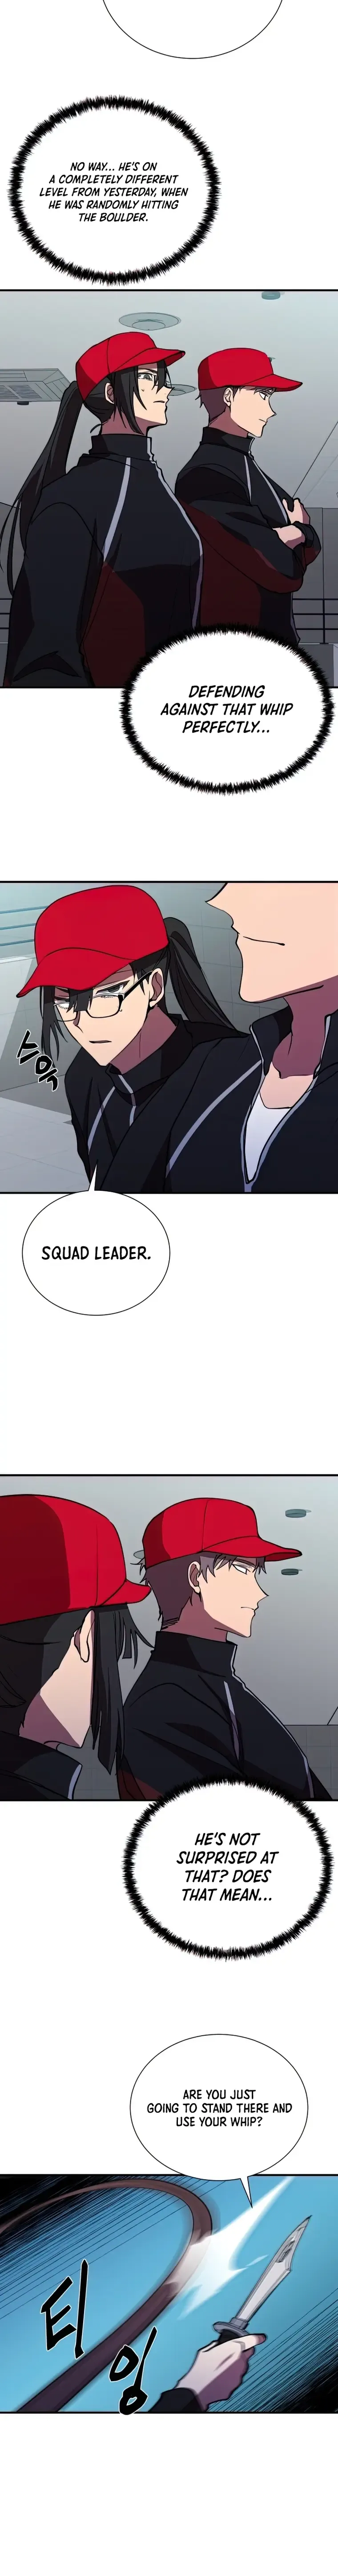 NO WAY... HE'S ON
A COMPLETELY DIFFERENT
LEVEL FROM YESTERDAY, WHEN
HE WAS RANDOMLY HITTING
THE BOULDER.
DEFENDING
AGAINST THAT WHIP
PERFECTLY...
SQUAD LEADER.
HE'S NOT
SURPRISED AT
THAT? DOES
THAT MEAN...
ARE YOU JUST
GOING TO STAND THERE AND
USE YOUR WHIP?
티잉